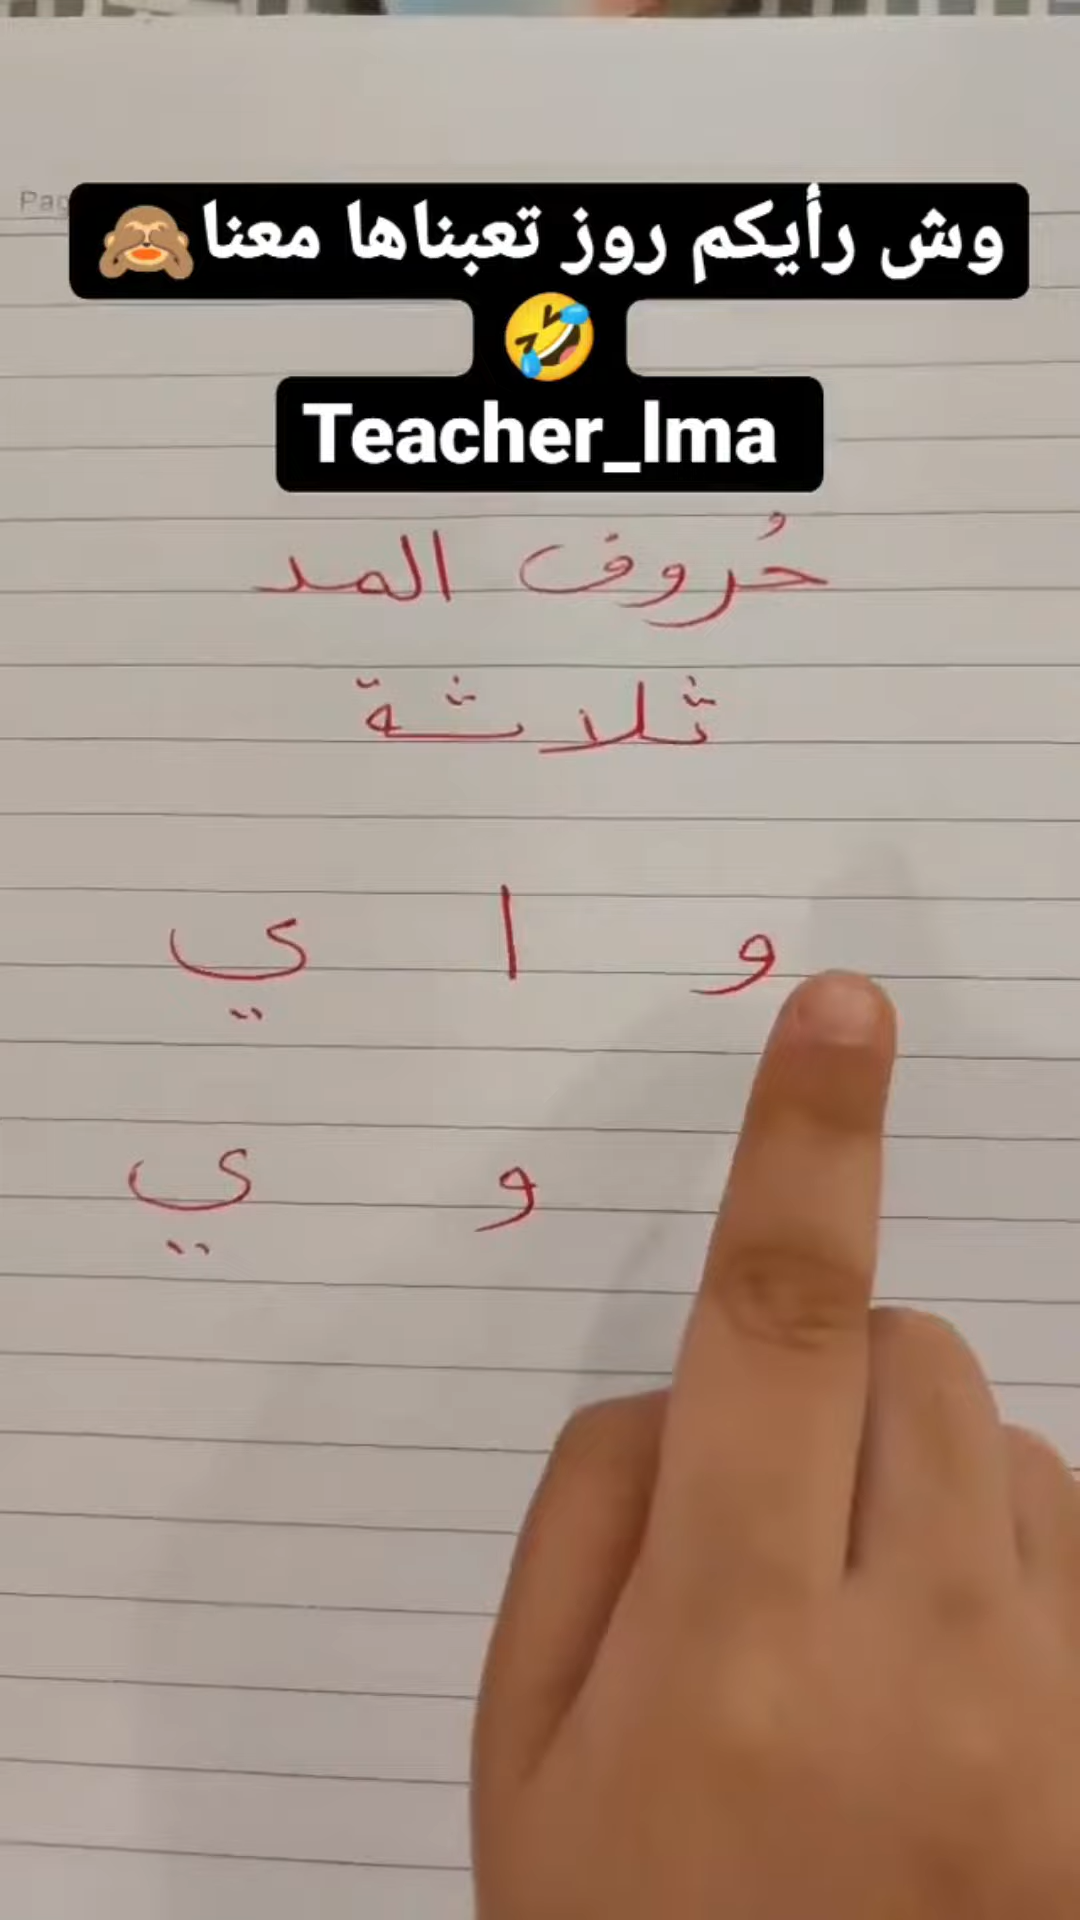 وش رأيكم روز تعبناها معنا🙈
🤣
Teacher_lma
حُروف المد
ثلاثة
و ا ي
و ي